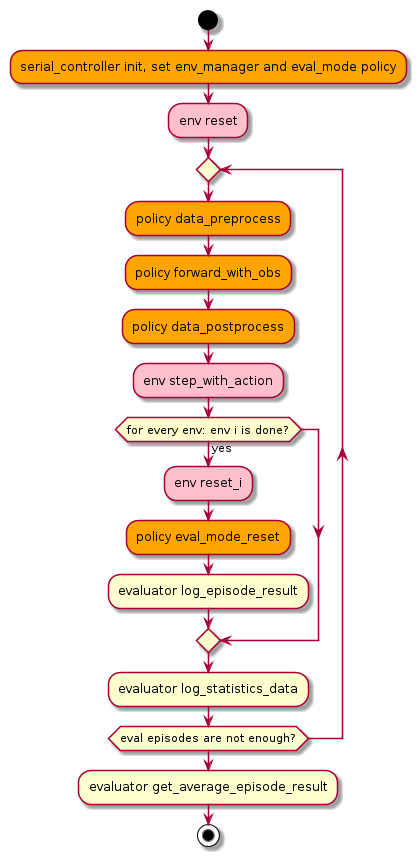 serial_controller init, set env_manager and eval_mode policy
env reset
policy data_preprocess
policy forward_with_obs
policy data_postprocess
env step_with_action
for every env: env i is done?
yes
env reset_i
policy eval_mode_reset
evaluator log_episode_result
evaluator log_statistics_data
eval episodes are not enough?
evaluator get_average_episode_result